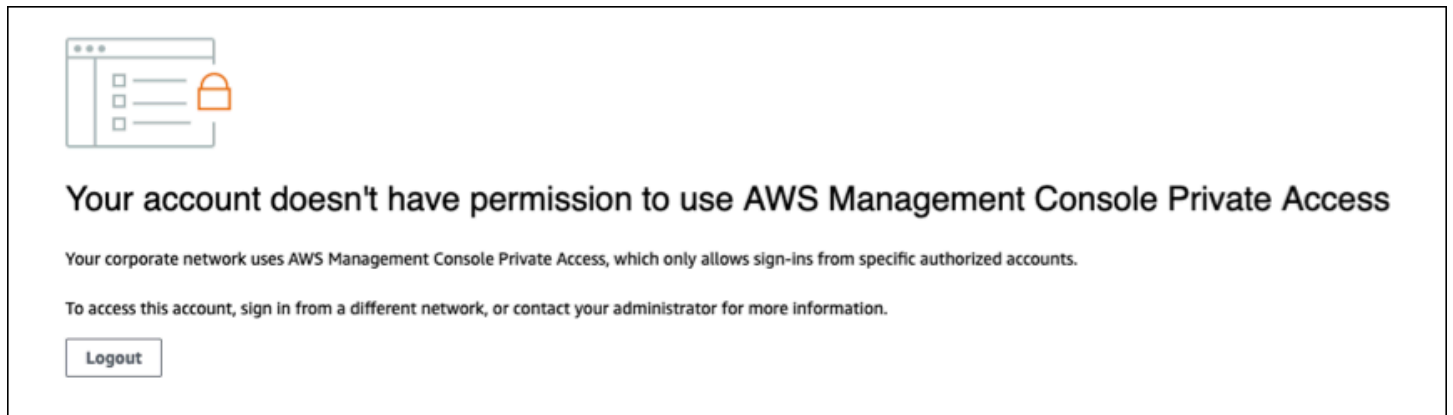 Your account doesn't have permission to use AWS Management Console Private Access
Your corporate network uses AWS Management Console Private Access, which only allows sign-ins from specific authorized accounts.
To access this account, sign in from a different network, or contact your administrator for more information.
Logout